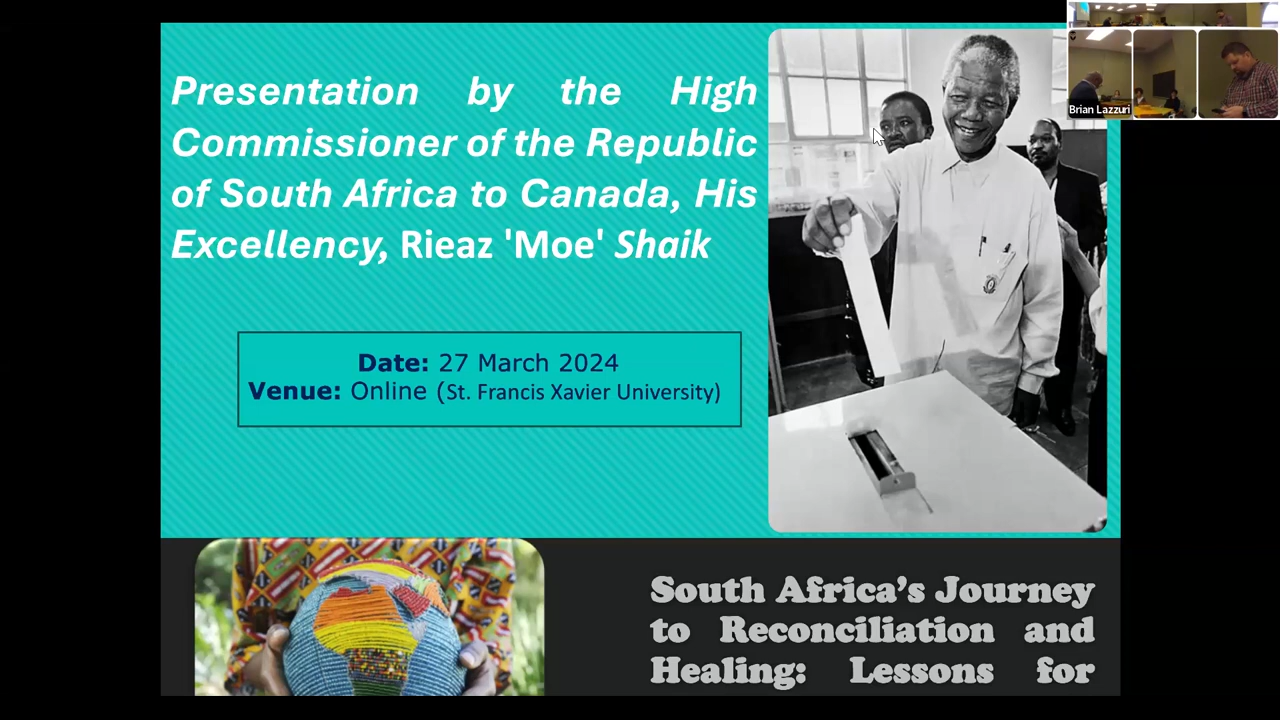 Presentation by the High
Commissioner of the Republic
of South Africa to Canada, His
Excellency, Rieaz 'Moe' Shaik
Date: 27 March 2024
Venue: Online (St. Francis Xavier University)
South Africa’s Journey
to Reconciliation and
Healing: Lessons for
Brian Lazzuri